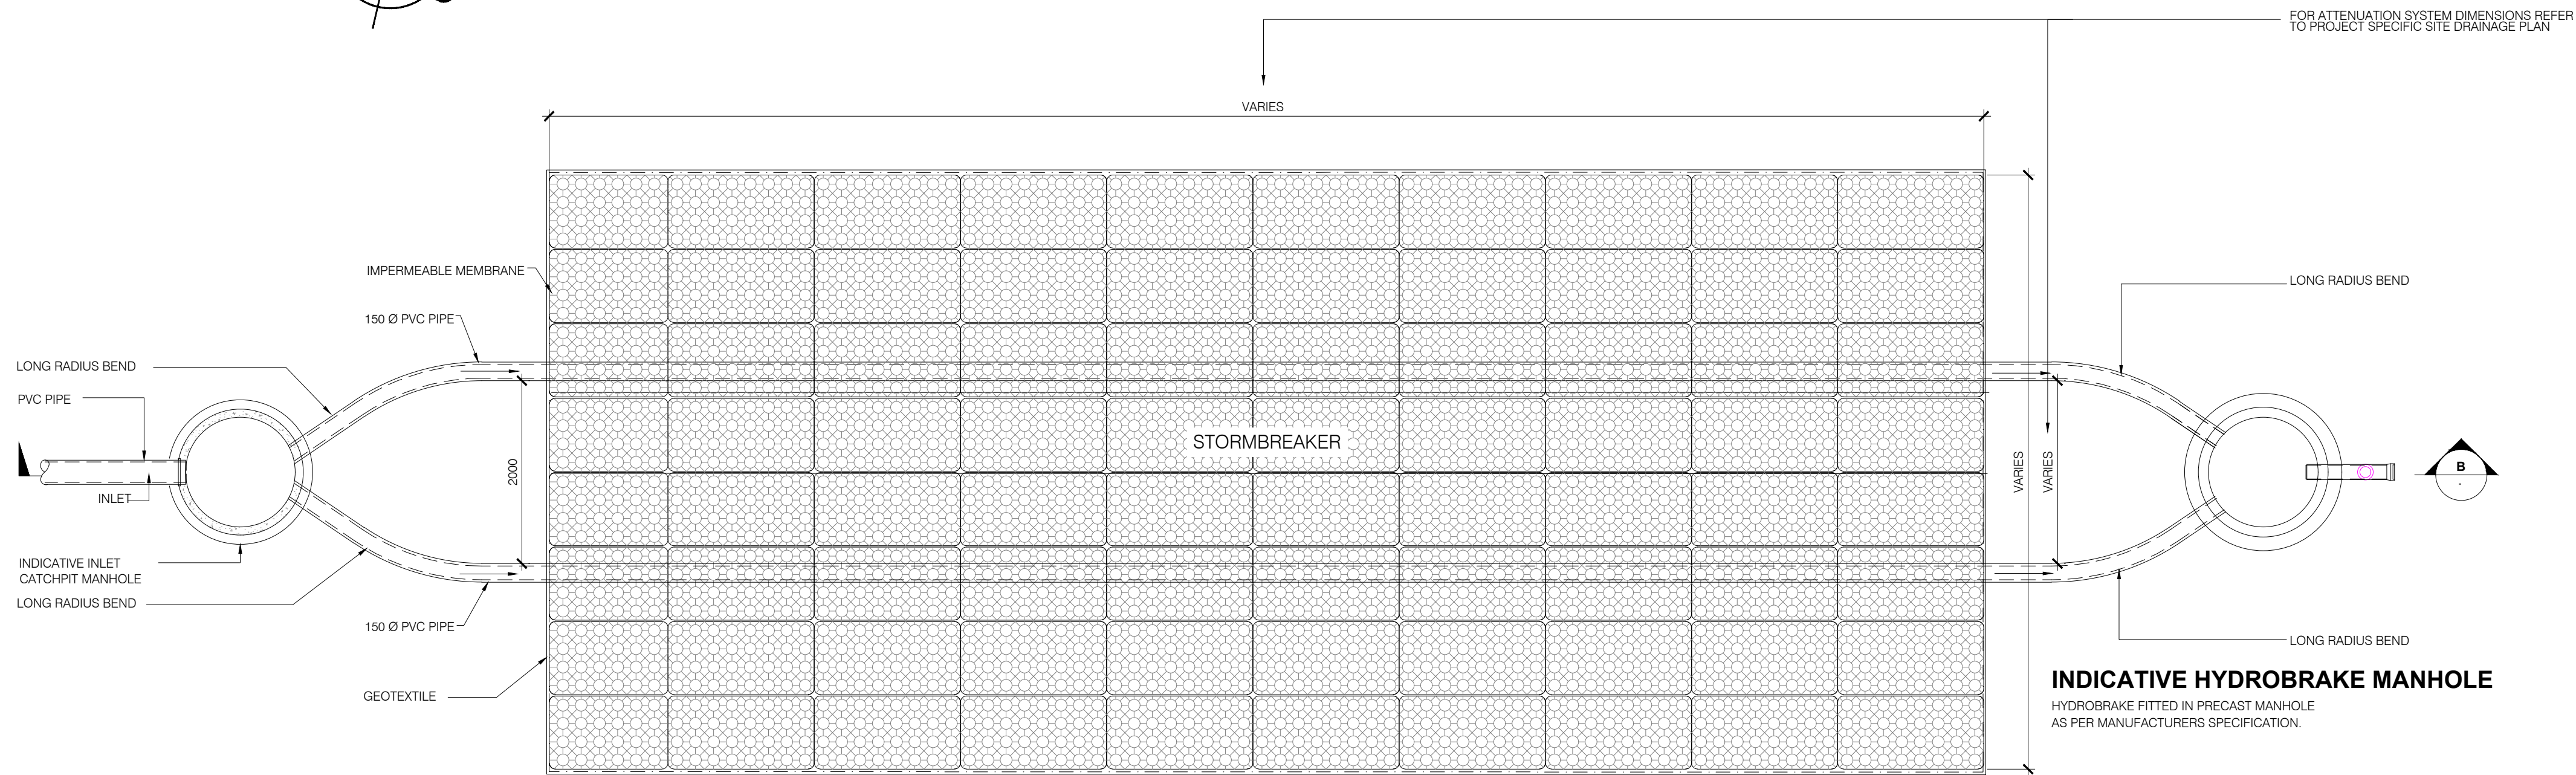 FOR ATTENUATION SYSTEM DIMENSIONS REFER
TO PROJECT SPECIFIC SITE DRAINAGE PLAN
VARIES
IMPERMEABLE MEMBRANE
150 Ø PVC PIPE
LONG RADIUS BEND
PVC PIPE
INLET
INDICATIVE INLET
CATCHPIT MANHOLE
LONG RADIUS BEND
150 Ø PVC PIPE
GEOTEXTILE
2000
STORMBREAKER
VARIES
VARIES
LONG RADIUS BEND
B
-
LONG RADIUS BEND
INDICATIVE HYDROBRAKE MANHOLE
HYDROBRAKE FITTED IN PRECAST MANHOLE
AS PER MANUFACTURERS SPECIFICATION.